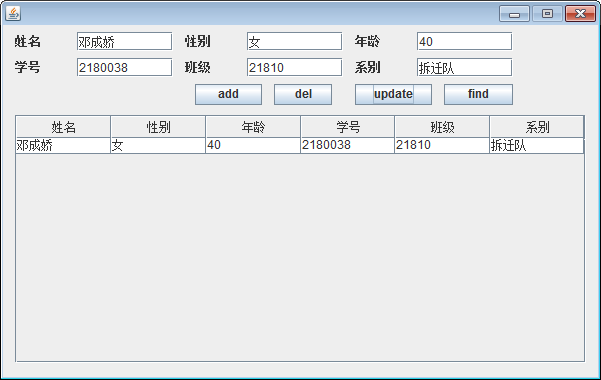 姓名 邓成娇 性别 女 年龄 40
学号 2180038 班级 21810 系别 拆迁队
add del update find
姓名 性别 年龄 学号 班级 系别
邓成娇 女 40 2180038 21810 拆迁队